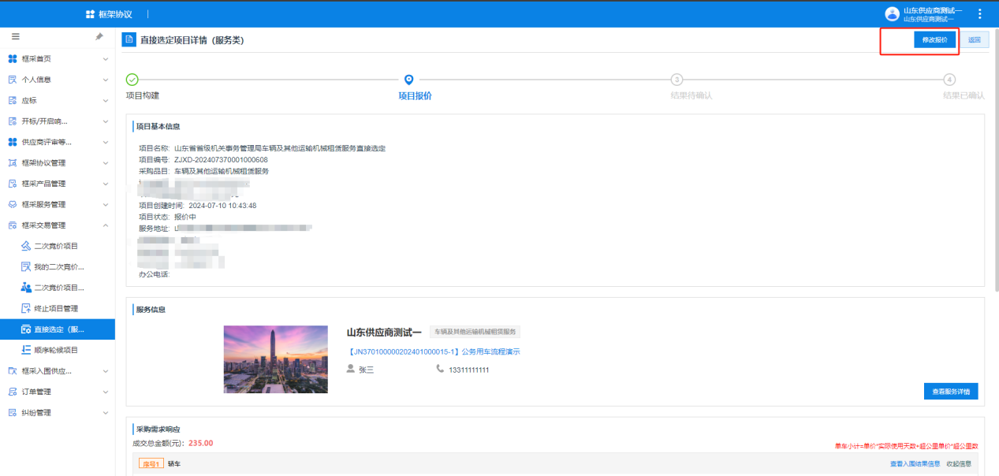 框架协议
山东供应商测试一
山东供应商测试一
直接选定项目详情（服务类）
修改报价
返回
框采首页
个人信息
应标
开标/开启响...
供应商评审等...
框架协议管理
框采产品管理
框采服务管理
框采交易管理
二次竞价项目
我的二次竞价...
二次竞价项目...
终止项目管理
直接选定（服...
顺序轮候项目
框采入围供应...
订单管理
纠纷管理
项目构建
项目报价
3
结果待确认
4
结果已确认
项目基本信息
项目名称: 山东省省级机关事务管理局车辆及其他运输机械租赁服务直接选定
项目编号: ZJXD-202407370001000608
采购品目: 车辆及其他运输机械租赁服务
项目创建时间: 2024-07-10 10:43:48
项目状态: 报价中
服务地址:
办公电话:
服务信息
山东供应商测试一 车辆及其他运输机械租赁服务
【JN370100000202401000015-1】公务用车流程演示
张三 13311111111
查看服务详情
采购需求响应
成交总金额(元): 235.00
单车小计=单价*实际使用天数+超公里单价*超公里数
序号1 轿车
查看入围结果信息 收起信息